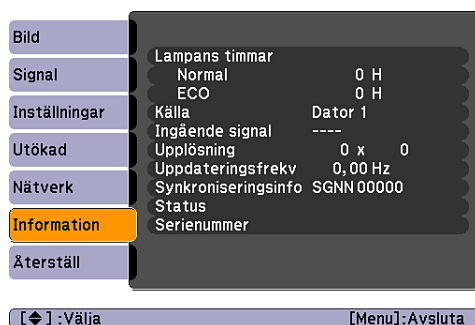 Bild
Signal
Inställningar
Utökad
Nätverk
Information
Återställ
Lampans timmar
Normal 0 H
ECO 0 H
Källa Dator 1
Ingående signal ----
Upplösning 0 x 0
Uppdateringsfrekv 0,00 Hz
Synkroniseringsinfo SGNN 00000
Status
Serienummer
[◆] :Välja [Menu]:Avsluta